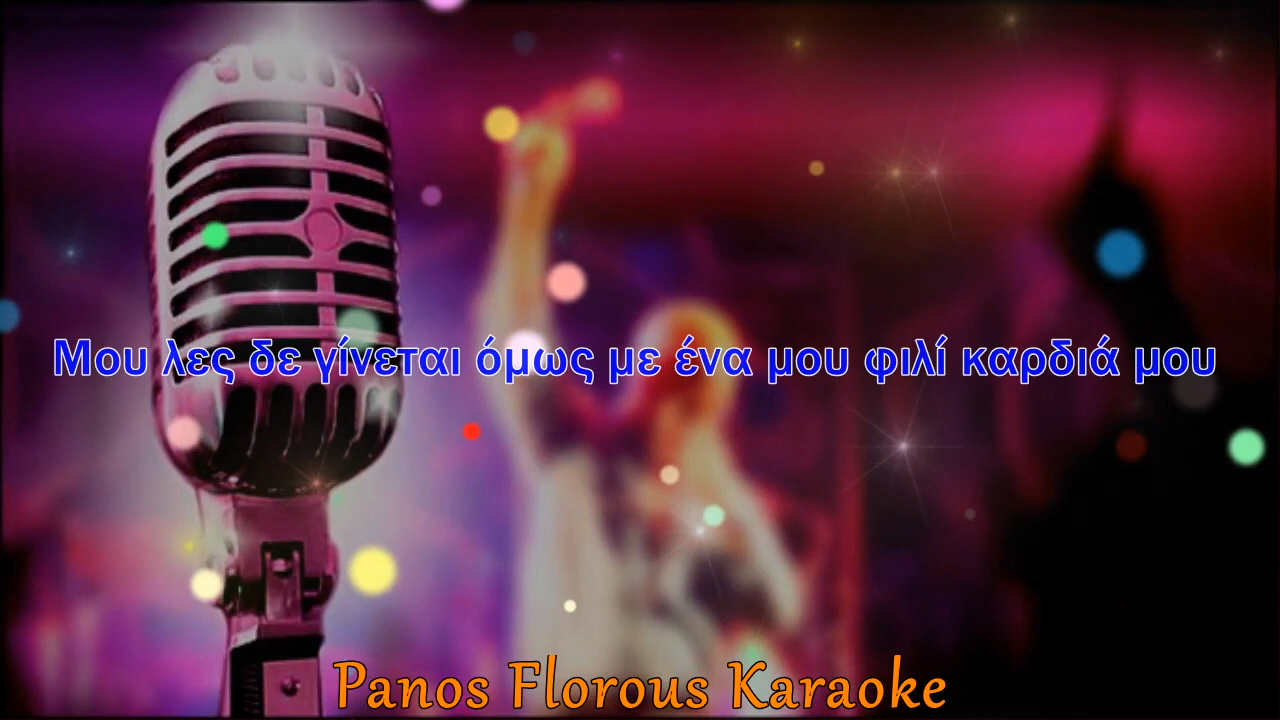 Μου λες δε γίνεται όμως με ένα μου φιλί καρδιά μου
Panos Florous Karaoke